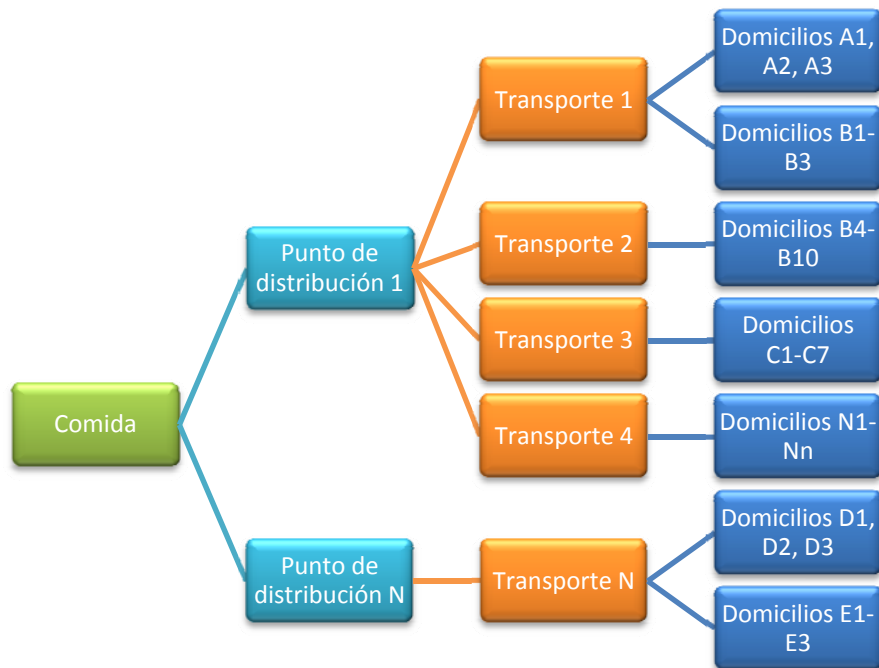 Comida
Punto de
distribución 1
Transporte 1
Domicilios A1,
A2, A3
Domicilios B1-
B3
Transporte 2
Domicilios B4-
B10
Transporte 3
Domicilios
C1-C7
Transporte 4
Domicilios N1-
Nn
Punto de
distribución N
Transporte N
Domicilios D1,
D2, D3
Domicilios E1-
E3